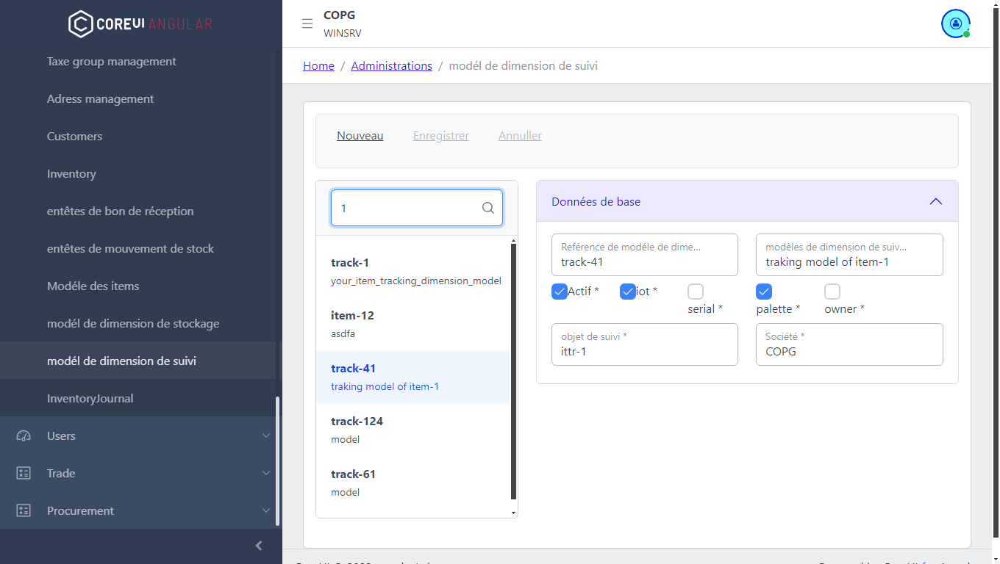 COREUI ANGULAR
Taxe group management
Adress management
Customers
Inventory
entêtes de bon de réception
entêtes de mouvement de stock
Modéle des items
modél de dimension de stockage
modél de dimension de suivi
InventoryJournal
Users
Trade
Procurement
COPG
WINSRV
Home / Administrations / modél de dimension de suivi
Nouveau Enregistrer Annuller
1
track-1
your_item_tracking_dimension_model
item-12
asdfa
track-41
traking model of item-1
track-124
model
track-61
model
Données de base
Reférence de modéle de dime... modèles de dimension de suiv...
track-41 traking model of item-1
Actif * iot * serial * palette * owner *
objet de suivi * Société *
ittr-1 COPG